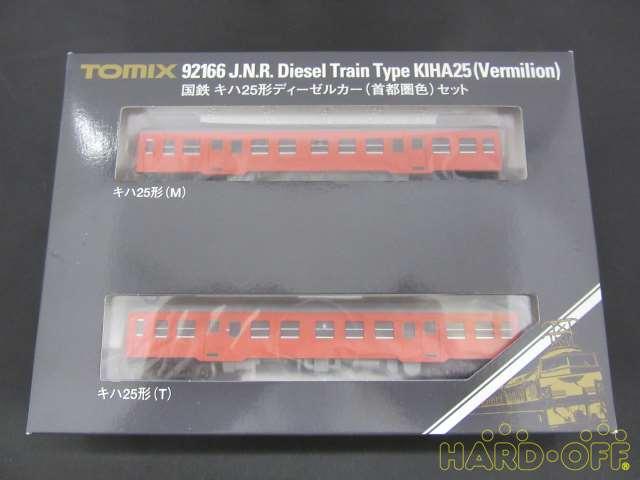 TOMIX 92166 J.N.R. Diesel Train Type KIHA25(Vermilion)
国鉄 キハ25形ディーゼルカー(首都圏色)セット
キハ25形(M)
キハ25形(T)
HARD-OFF